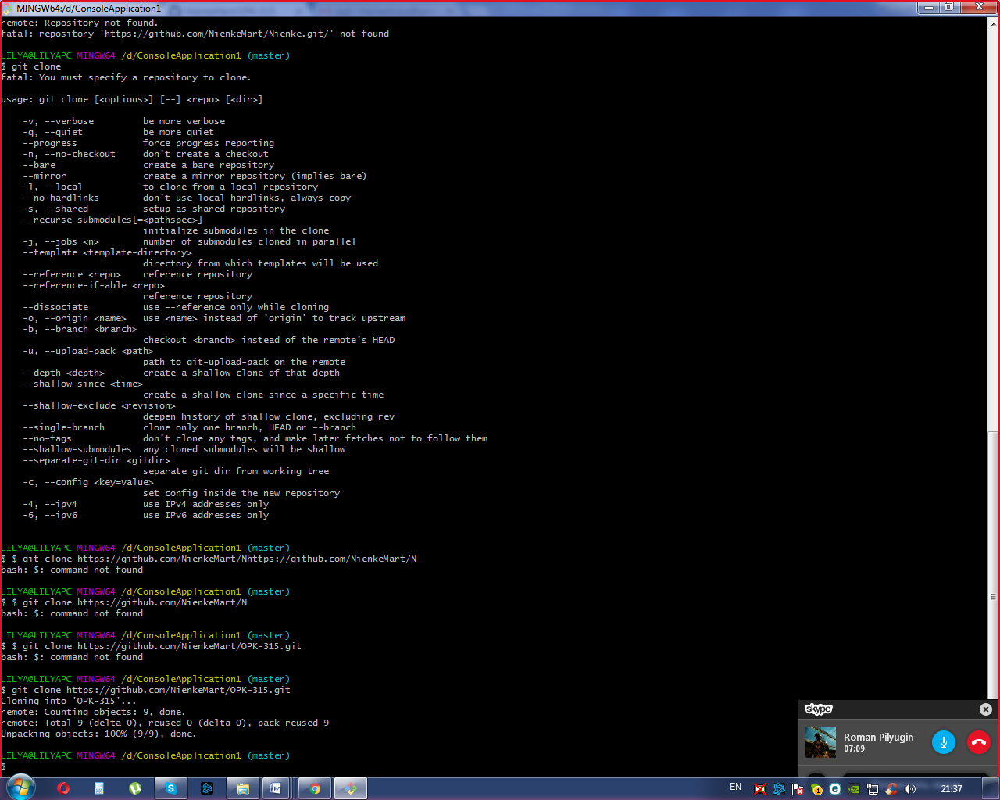 MINGW64:/d/ConsoleApplication1
remote: Repository not found.
fatal: repository 'https://github.com/NienkeMart/Nienke.git/' not found
LILYA@LILYAPC MINGW64 /d/ConsoleApplication1 (master)
$ git clone
fatal: You must specify a repository to clone.
usage: git clone [<options>] [--] <repo> [<dir>]
-v, --verbose be more verbose
-q, --quiet be more quiet
--progress force progress reporting
-n, --no-checkout don't create a checkout
--bare create a bare repository
--mirror create a mirror repository (implies bare)
-l, --local to clone from a local repository
--no-hardlinks don't use local hardlinks, always copy
-s, --shared setup as shared repository
--recurse-submodules[=<pathspec>]
initialize submodules in the clone
-j, --jobs <n> number of submodules cloned in parallel
--template <template-directory>
directory from which templates will be used
--reference <repo> reference repository
--reference-if-able <repo>
reference repository
--dissociate use --reference only while cloning
-o, --origin <name> use <name> instead of 'origin' to track upstream
-b, --branch <branch>
checkout <branch> instead of the remote's HEAD
-u, --upload-pack <path>
path to git-upload-pack on the remote
--depth <depth> create a shallow clone of that depth
--shallow-since <time>
create a shallow clone since a specific time
--shallow-exclude <revision>
deepen history of shallow clone, excluding rev
--single-branch clone only one branch, HEAD or --branch
--no-tags don't clone any tags, and make later fetches not to follow them
--shallow-submodules any cloned submodules will be shallow
--separate-git-dir <gitdir>
separate git dir from working tree
-c, --config <key=value>
set config inside the new repository
-4, --ipv4 use IPv4 addresses only
-6, --ipv6 use IPv6 addresses only
LILYA@LILYAPC MINGW64 /d/ConsoleApplication1 (master)
$ $ git clone https://github.com/NienkeMart/Nhttps://github.com/NienkeMart/N
bash: $: command not found
LILYA@LILYAPC MINGW64 /d/ConsoleApplication1 (master)
$ $ git clone https://github.com/NienkeMart/N
bash: $: command not found
LILYA@LILYAPC MINGW64 /d/ConsoleApplication1 (master)
$ $ git clone https://github.com/NienkeMart/OPK-315.git
bash: $: command not found
LILYA@LILYAPC MINGW64 /d/ConsoleApplication1 (master)
$ git clone https://github.com/NienkeMart/OPK-315.git
Cloning into 'OPK-315'...
remote: Counting objects: 9, done.
remote: Total 9 (delta 0), reused 0 (delta 0), pack-reused 9
Unpacking objects: 100% (9/9), done.
LILYA@LILYAPC MINGW64 /d/ConsoleApplication1 (master)
$
skype
Roman Pilyugin
07:09
EN
21:37